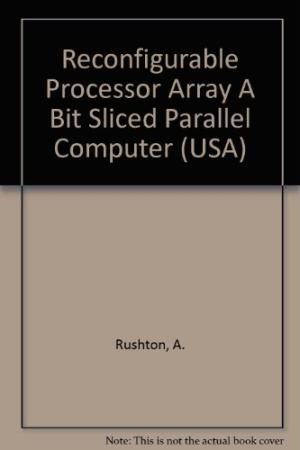 Reconfigurable
Processor Array A
Bit Sliced Parallel
Computer (USA)
Rushton, A.
Note: This is not the actual book cover